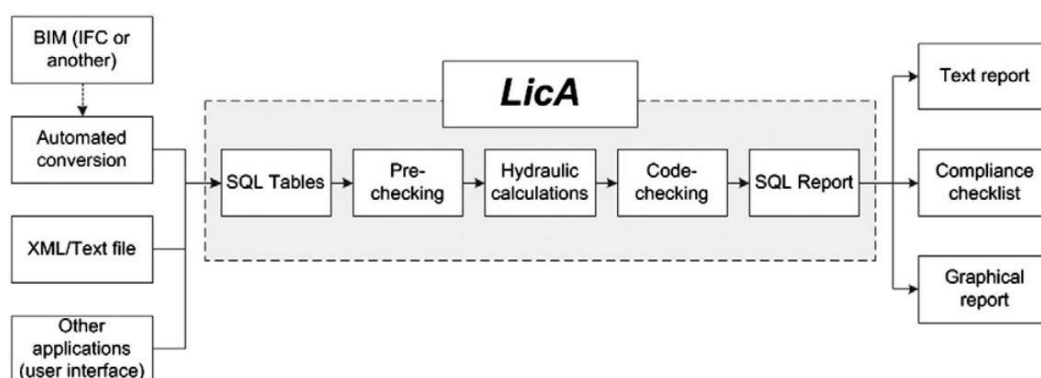 BIM (IFC or
another)
Automated
conversion
XML/Text file
Other
applications
(user interface)
LicA
SQL Tables
Pre-
checking
Hydraulic
calculations
Code-
checking
SQL Report
Text report
Compliance
checklist
Graphical
report